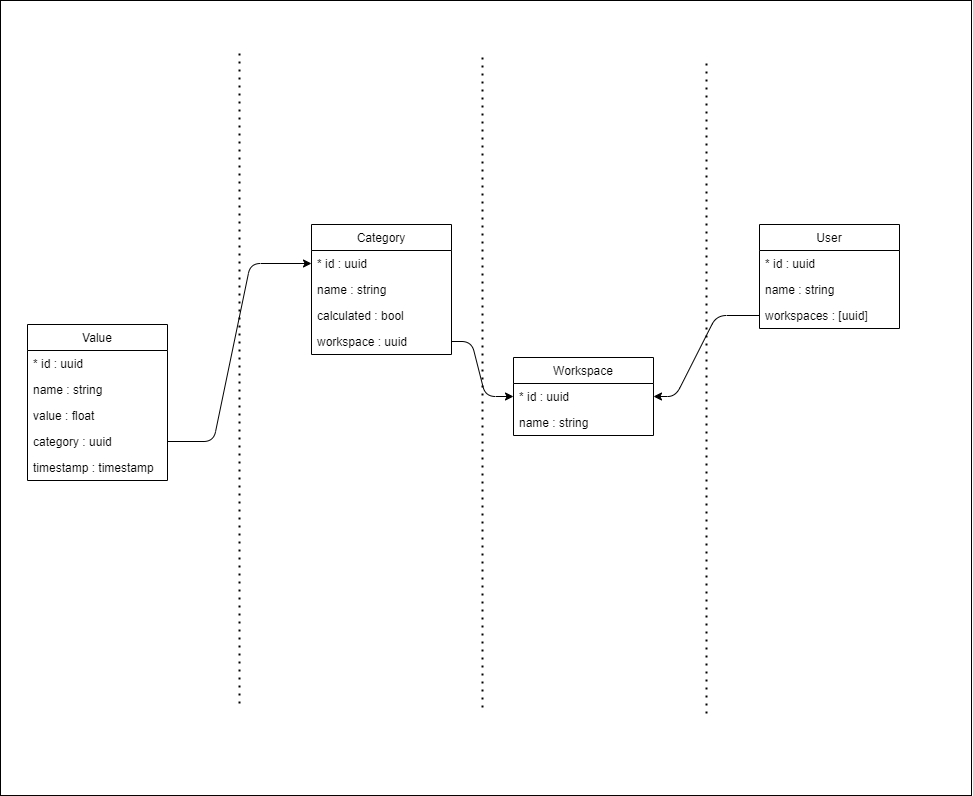 Value
* id : uuid
name : string
value : float
category : uuid
timestamp : timestamp
Category
* id : uuid
name : string
calculated : bool
workspace : uuid
Workspace
* id : uuid
name : string
User
* id : uuid
name : string
workspaces : [uuid]